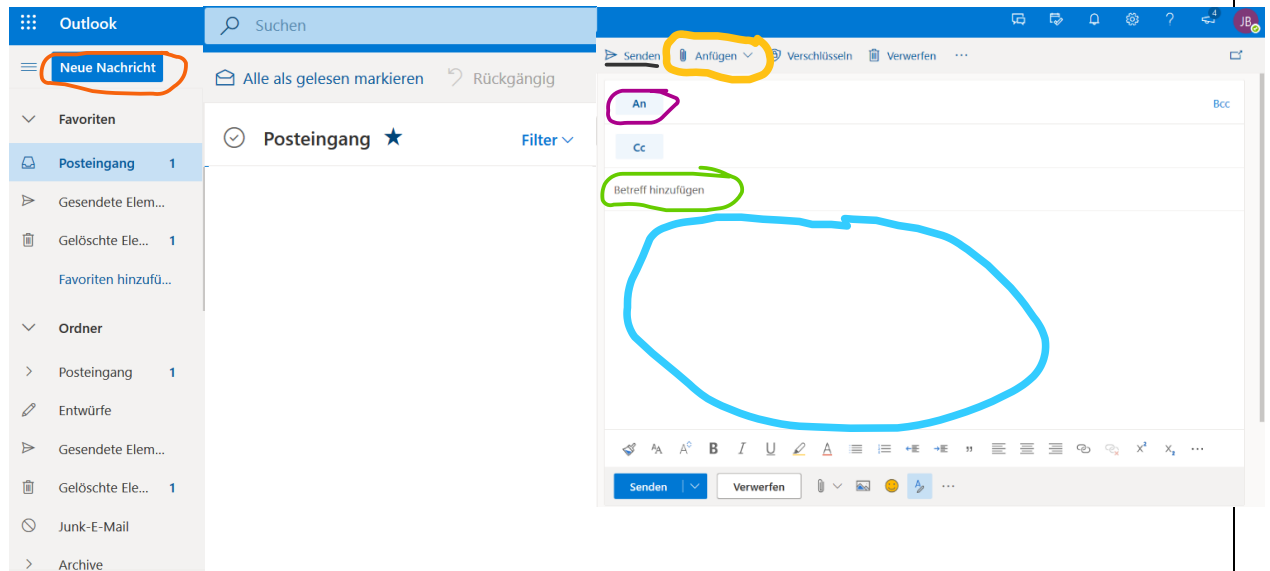 Outlook
Suchen
4
JB
Neue Nachricht
Alle als gelesen markieren
Rückgängig
Senden
Anfügen
Verschlüsseln
Verwerfen
Favoriten
Posteingang 1
Gesendete Elem...
Gelöschte Ele... 1
Favoriten hinzufü...
Ordner
Posteingang 1
Entwürfe
Gesendete Elem...
Gelöschte Ele... 1
Junk-E-Mail
Archive
Posteingang
Filter
An
Bcc
Cc
Betreff hinzufügen
Senden
Verwerfen